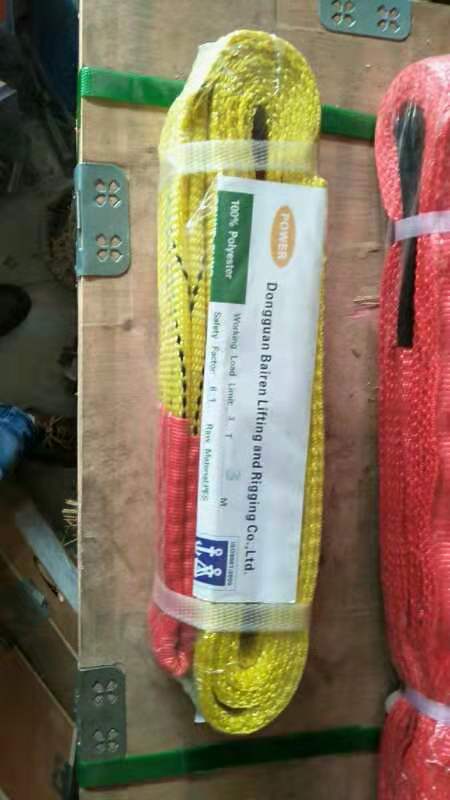 POWER
Dongguan Bairen Lifting and Rigging Co.,Ltd.
100% Polyester
Working Load Limit: 3 T 3 M
Safety Factor: 6:1 Raw Material:PES